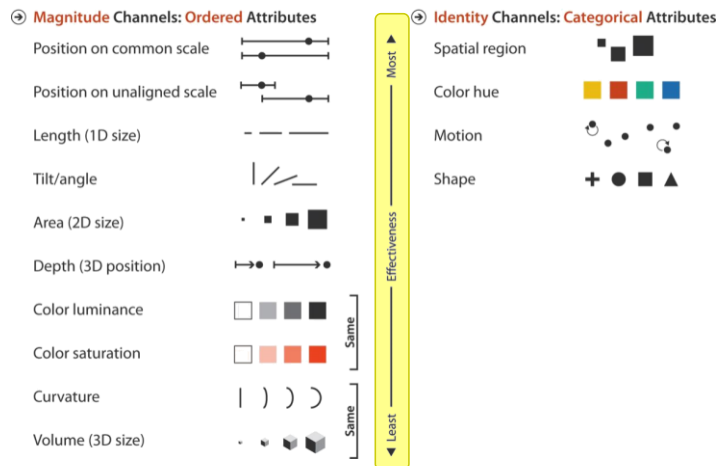 Magnitude Channels: Ordered Attributes
Position on common scale
Position on unaligned scale
Length (1D size)
Tilt/angle
Area (2D size)
Depth (3D position)
Color luminance
Color saturation
Curvature
Volume (3D size)
Same
Same
Most
Effectiveness
Least
Identity Channels: Categorical Attributes
Spatial region
Color hue
Motion
Shape